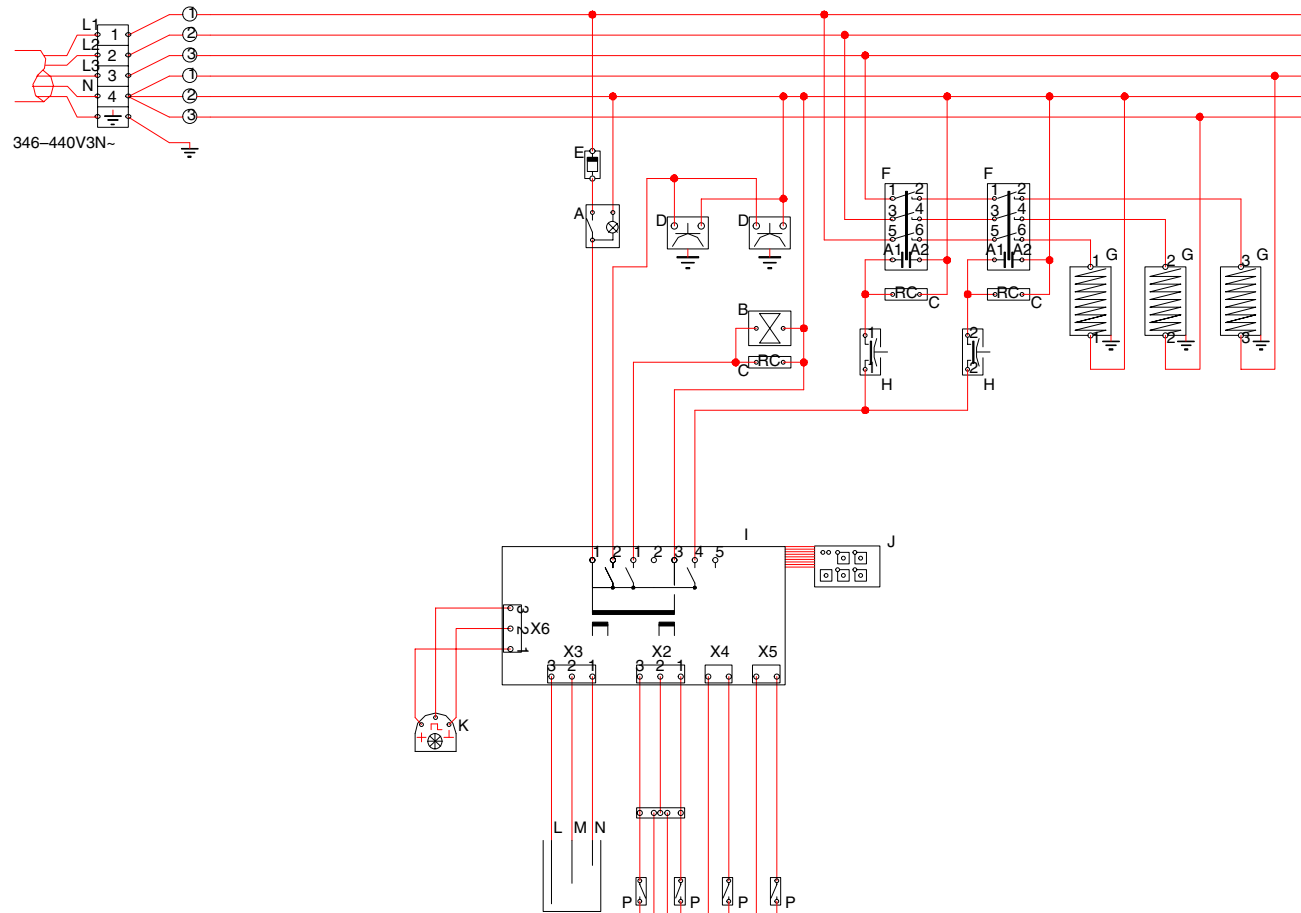 L1 1 1
L2 2 2
L3 3 3
N 4 1
2
3
346–440V3N~
E
A
D D
B
C RC
F F
1 2 1 2
3 4 3 4
5 6 5 6
A1 A2 A1 A2
RC C RC C
1 G 2 G 3 G
1 2 3
1 2
1 2
H H
I
J
1 2 1 2 3 4 5
3
2 X6
1
X3 X2 X4 X5
3 2 1 3 2 1
K
L M N
P P P P